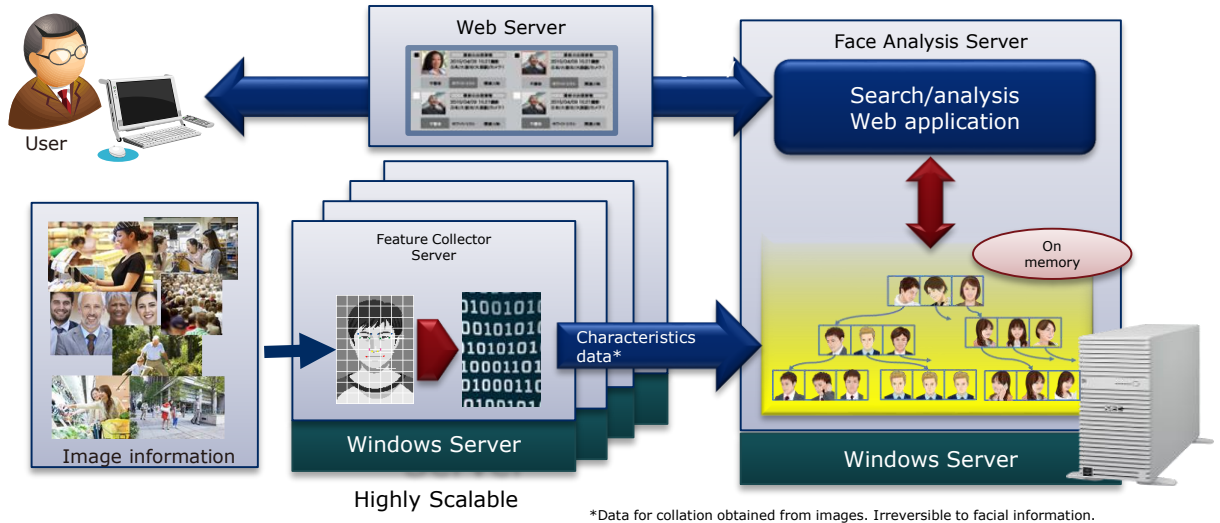 Web Server
Face Analysis Server
Search/analysis
Web application
User
On
memory
Feature Collector
Server
Characteristics
data*
Image information
Windows Server
Windows Server
Highly Scalable
*Data for collation obtained from images. Irreversible to facial information.